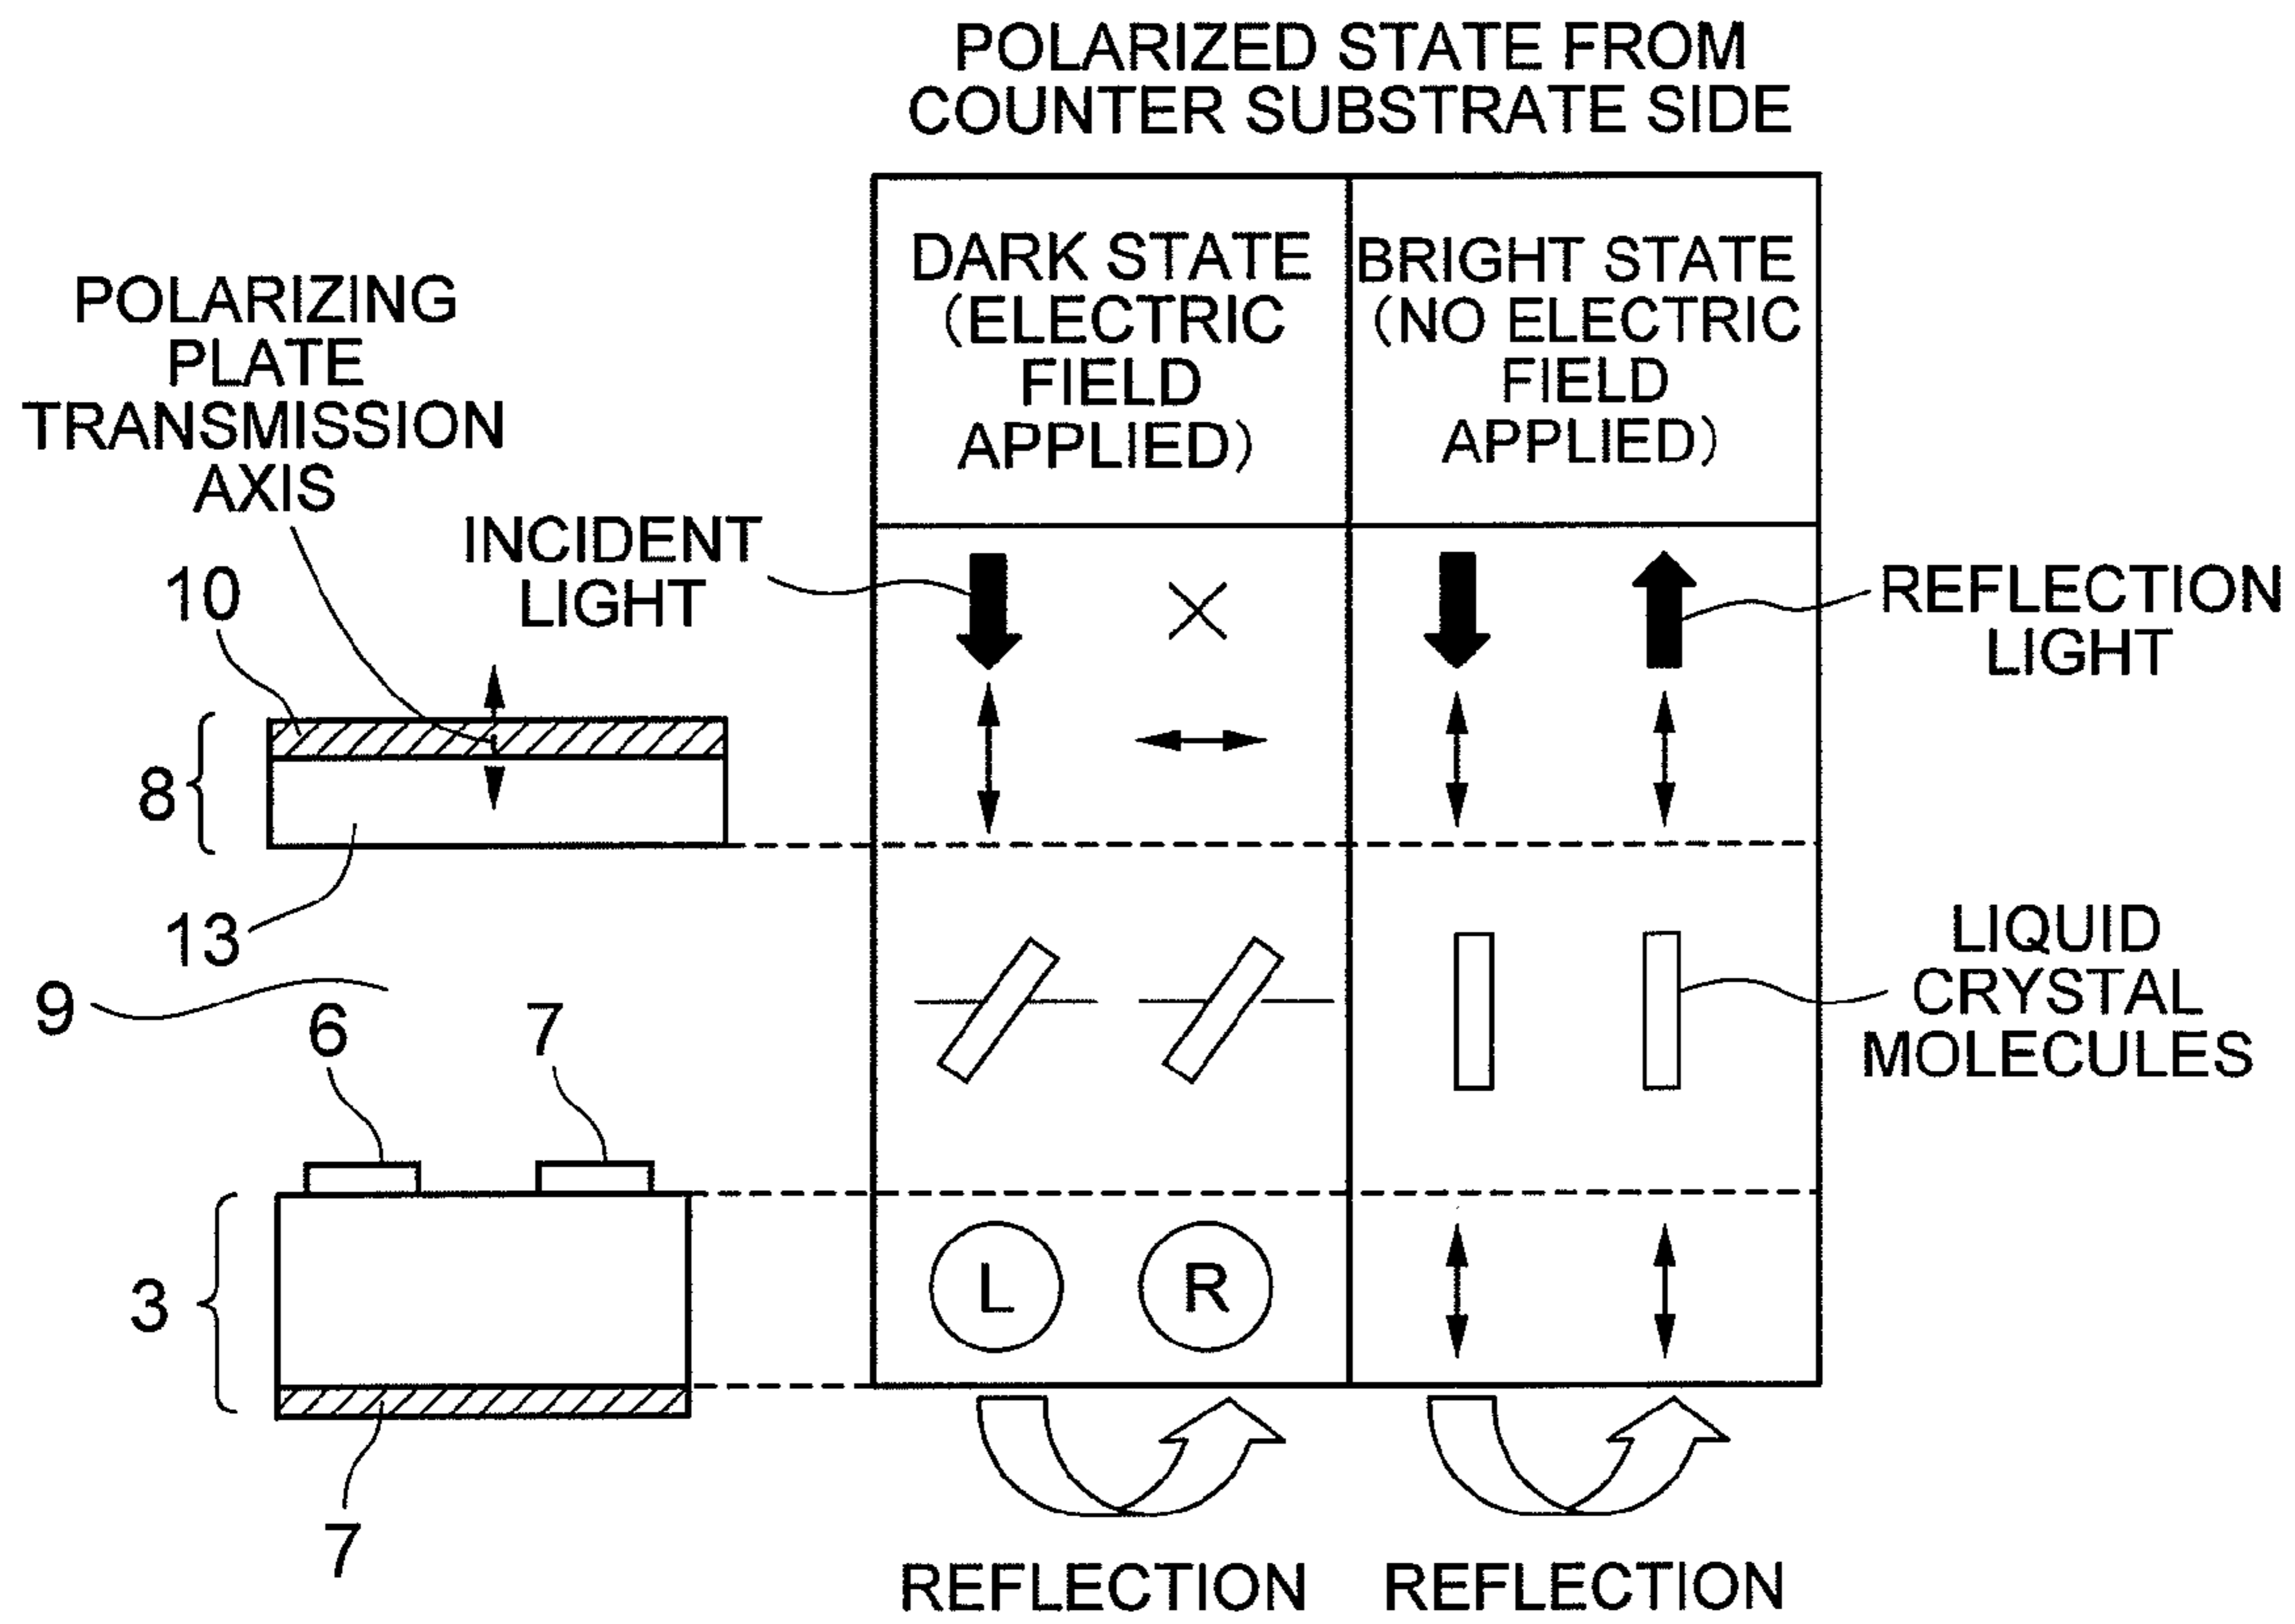 POLARIZED STATE FROM
COUNTER SUBSTRATE SIDE
DARK STATE
(ELECTRIC
FIELD
APPLIED)
BRIGHT STATE
(NO ELECTRIC
FIELD
APPLIED)
POLARIZING
PLATE
TRANSMISSION
AXIS
INCIDENT
LIGHT
REFLECTION
LIGHT
10
8
13
9
6
7
LIQUID
CRYSTAL
MOLECULES
3
L
R
7
REFLECTION
REFLECTION